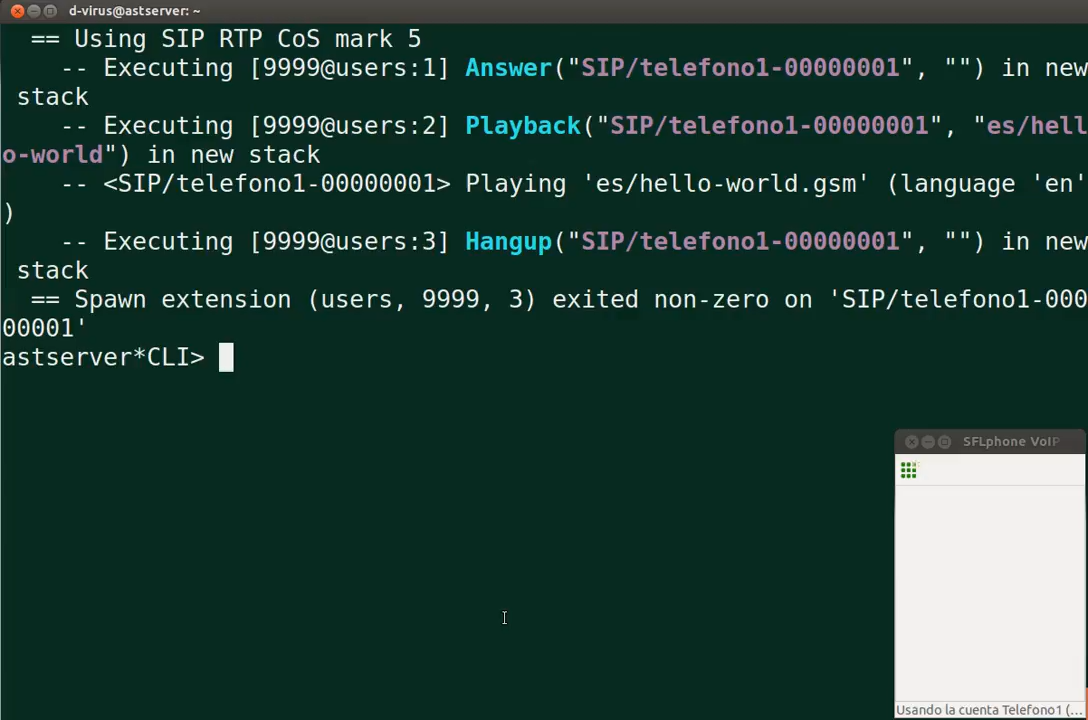 d-virus@astserver: ~
== Using SIP RTP CoS mark 5
-- Executing [9999@users:1] Answer("SIP/telefono1-00000001", "") in new
stack
-- Executing [9999@users:2] Playback("SIP/telefono1-00000001", "es/hell
o-world") in new stack
-- <SIP/telefono1-00000001> Playing 'es/hello-world.gsm' (language 'en'
)
-- Executing [9999@users:3] Hangup("SIP/telefono1-00000001", "") in new
stack
== Spawn extension (users, 9999, 3) exited non-zero on 'SIP/telefono1-000
00001'
astserver*CLI>
SFLphone VoIP
Usando la cuenta Telefono1 (...